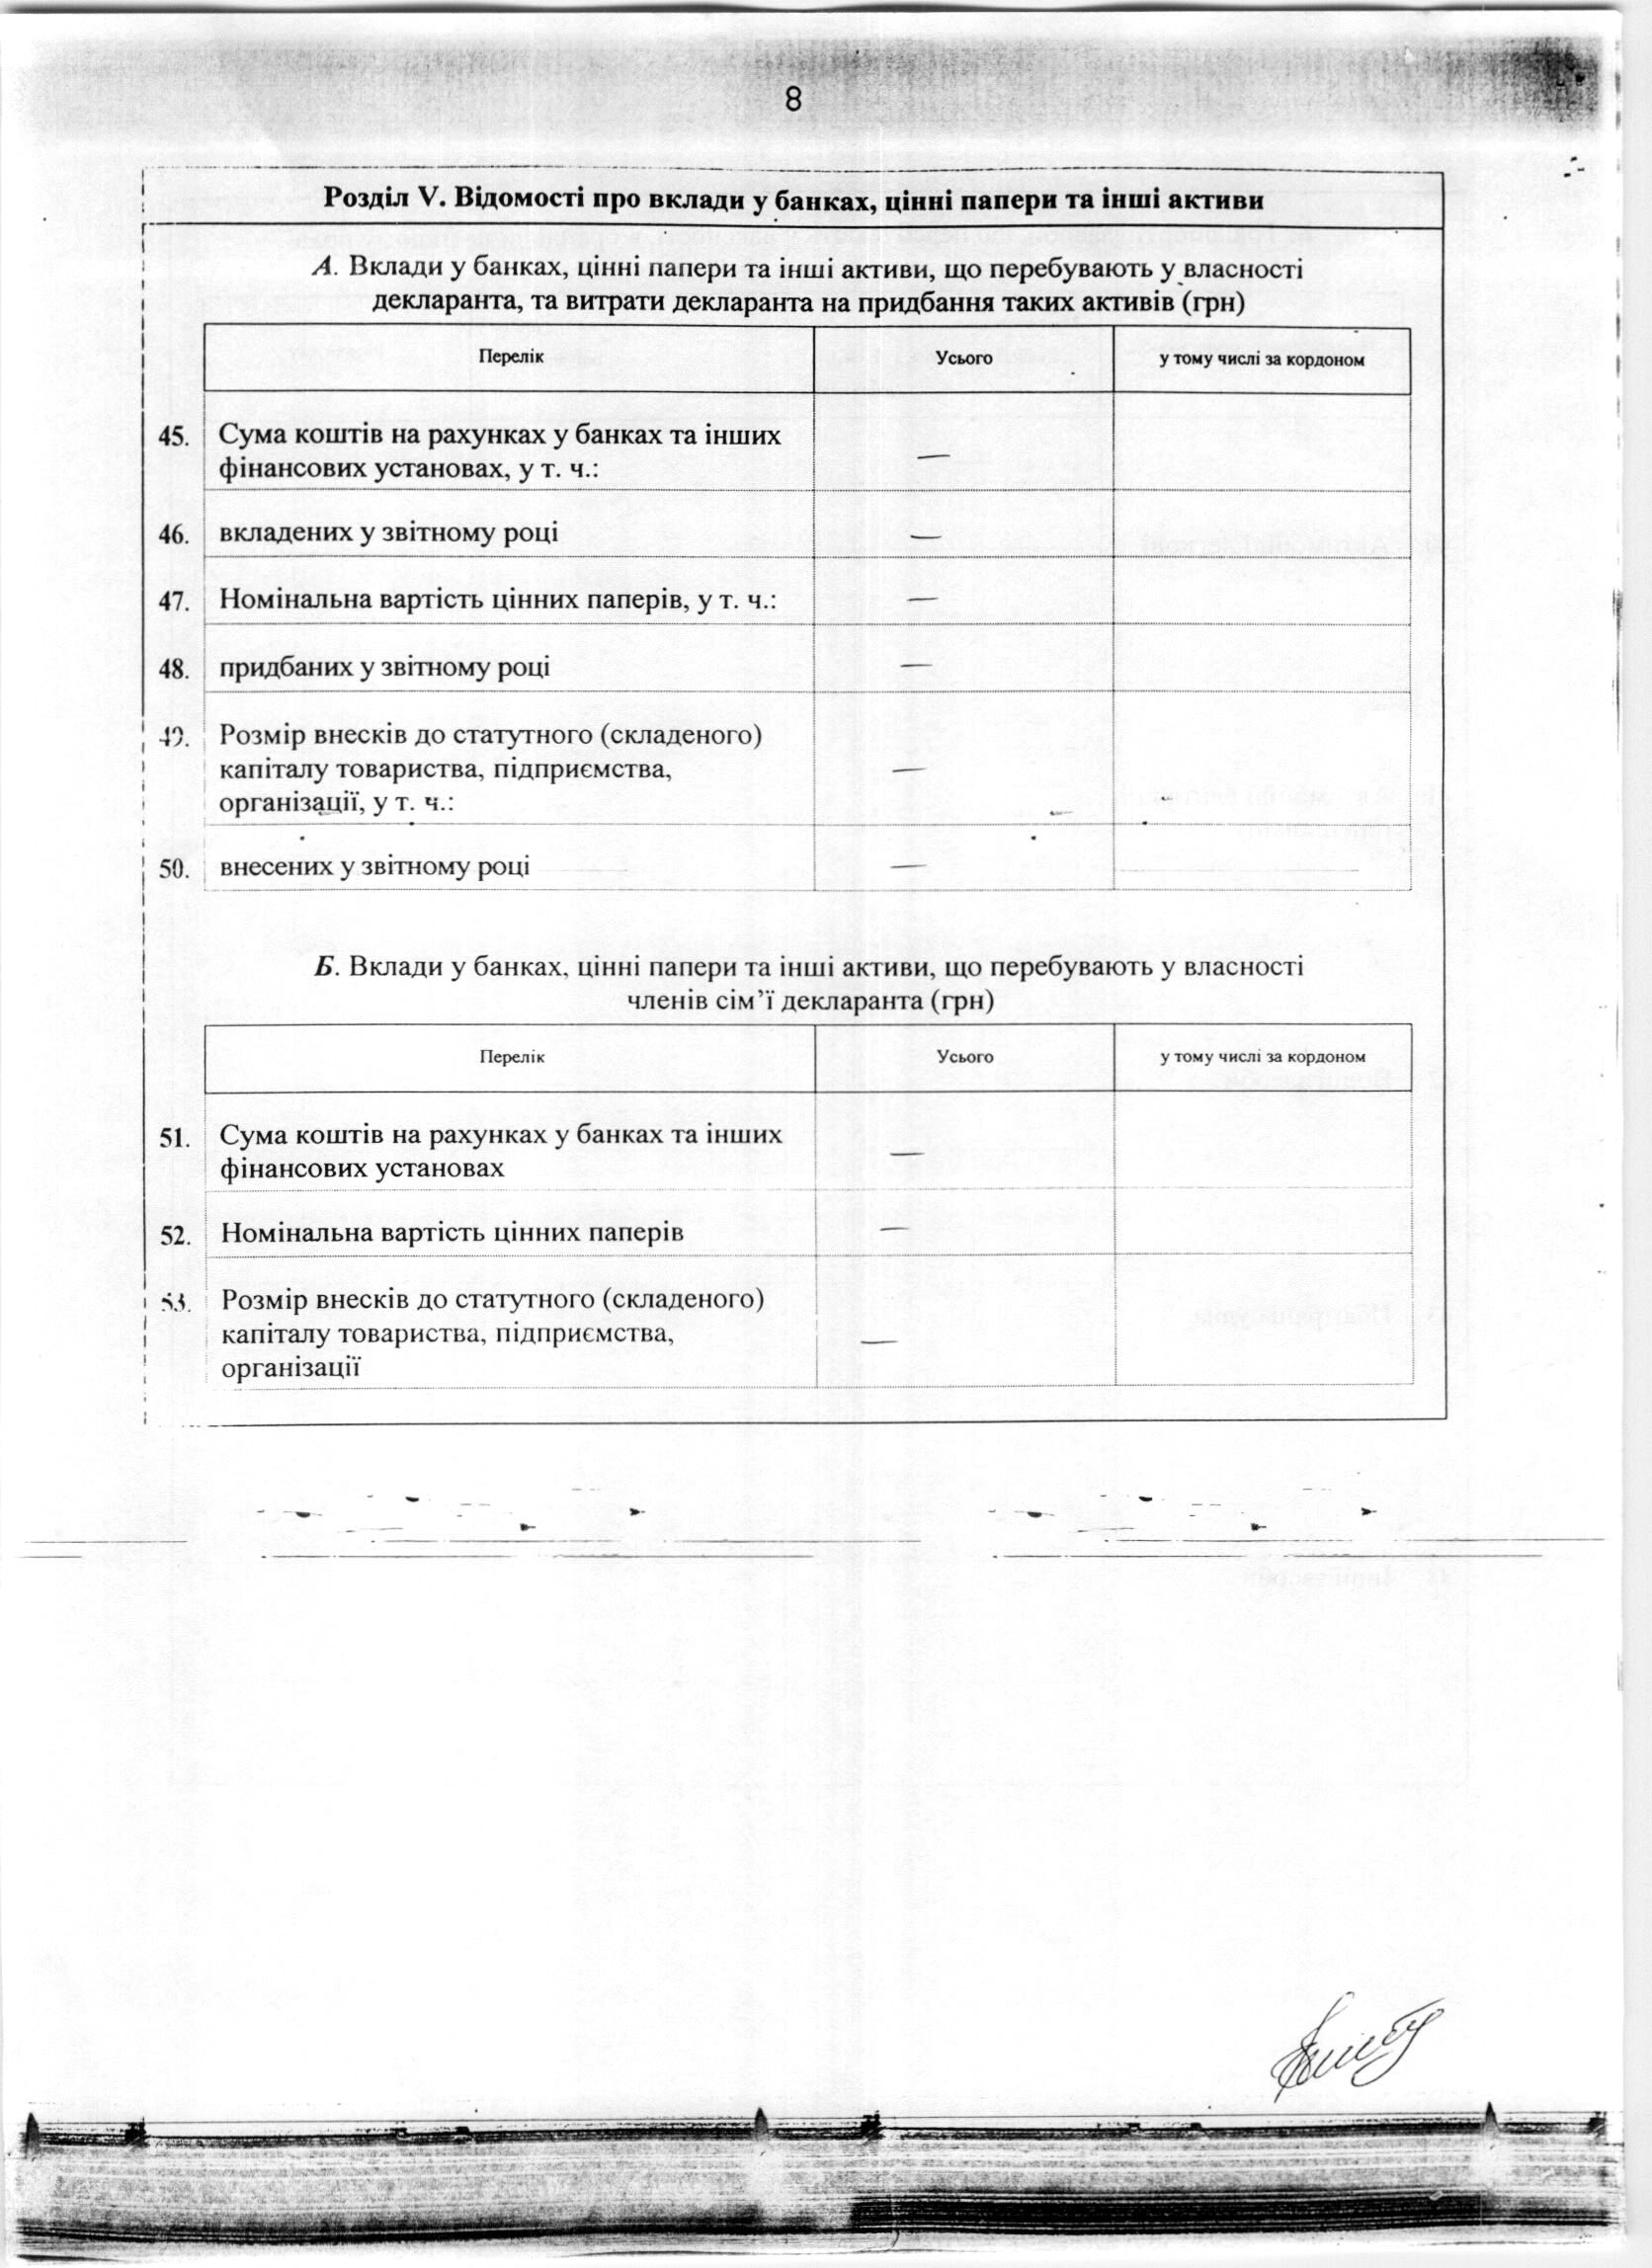 8
Розділ V. Відомості про вклади у банках, цінні папери та інші активи
А. Вклади у банках, цінні папери та інші активи, що перебувають у власності
декларанта, та витрати декларанта на придбання таких активів (грн)
Перелік Усього у тому числі за кордоном
45. Сума коштів на рахунках у банках та інших
фінансових установах, у т. ч.: —
46. вкладених у звітному році —
47. Номінальна вартість цінних паперів, у т. ч.: —
48. придбаних у звітному році —
49. Розмір внесків до статутного (складеного)
капіталу товариства, підприємства, —
організації, у т. ч.:
50. внесених у звітному році —
Б. Вклади у банках, цінні папери та інші активи, що перебувають у власності
членів сім’ї декларанта (грн)
Перелік Усього у тому числі за кордоном
51. Сума коштів на рахунках у банках та інших
фінансових установах —
52. Номінальна вартість цінних паперів —
53. Розмір внесків до статутного (складеного)
капіталу товариства, підприємства, —
організації